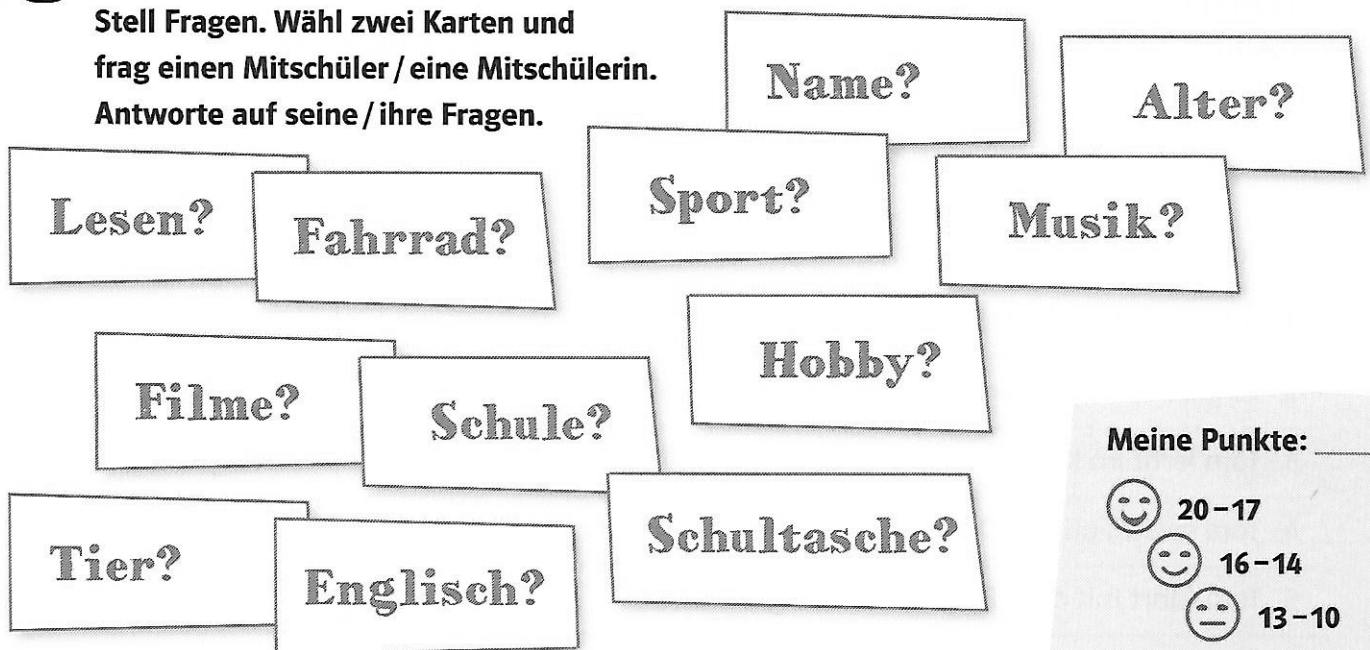 Stell Fragen. Wähl zwei Karten und
frag einen Mitschüler / eine Mitschülerin.
Antworte auf seine / ihre Fragen.
Name?
Alter?
Lesen?
Fahrrad?
Sport?
Musik?
Filme?
Schule?
Hobby?
Tier?
Englisch?
Schultasche?
Meine Punkte: ____
20–17
16–14
13–10